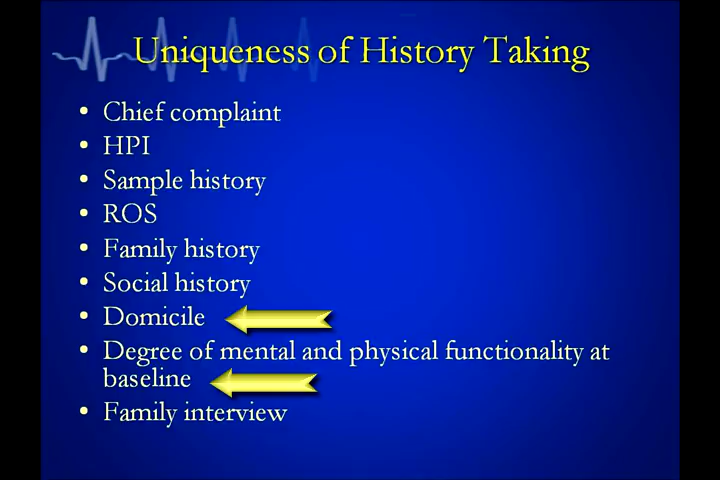 Uniqueness of History Taking
• Chief complaint
• HPI
• Sample history
• ROS
• Family history
• Social history
• Domicile
• Degree of mental and physical functionality at
baseline
• Family interview